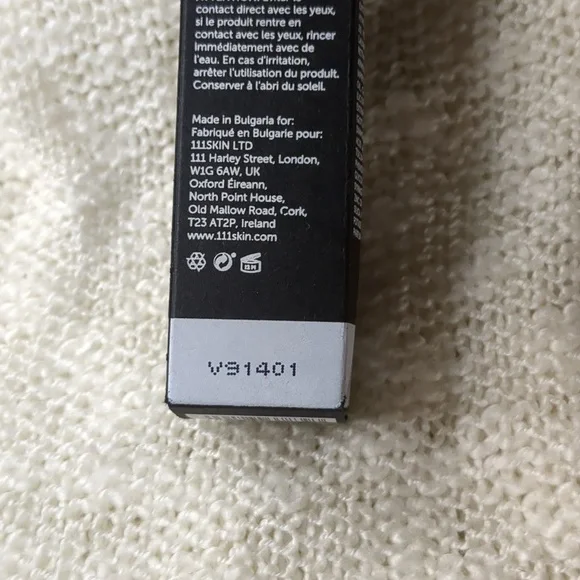 contact direct avec les yeux,
si le produit rentre en
contact avec les yeux, rincer
immédiatement avec de
l'eau. En cas d'irritation,
arrêter l'utilisation du produit.
Conserver à l'abri du soleil.
Made in Bulgaria for:
Fabriqué en Bulgarie pour:
111SKIN LTD
111 Harley Street, London,
W1G 6AW, UK
Oxford Éireann,
North Point House,
Old Mallow Road, Cork,
T23 AT2P, Ireland
www.111skin.com
12 M
V91401